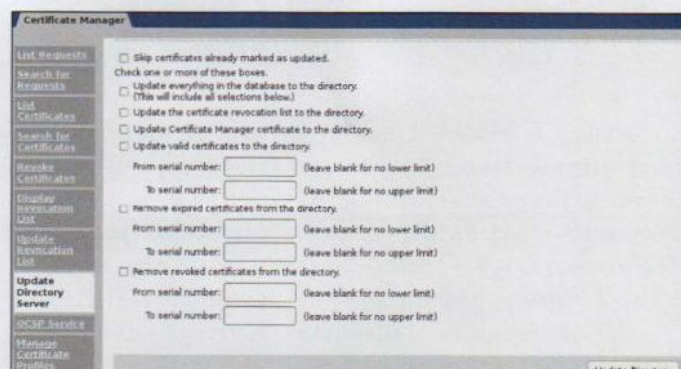 Certificate Manager
List Requests
Search for
Requests
List
Certificates
Search for
Certificates
Revoke
Certificates
Display
Revocation
List
Update
Revocation
List
Update
Directory
Server
OCSP Service
Manage
Certificate
Profiles
Skip certificates already marked as updated.
Check one or more of these boxes.
Update everything in the database to the directory.
(This will include all selections below.)
Update the certificate revocation list to the directory.
Update Certificate Manager certificate to the directory.
Update valid certificates to the directory.
From serial number: (leave blank for no lower limit)
To serial number: (leave blank for no upper limit)
Remove expired certificates from the directory.
From serial number: (leave blank for no lower limit)
To serial number: (leave blank for no upper limit)
Remove revoked certificates from the directory.
From serial number: (leave blank for no lower limit)
To serial number: (leave blank for no upper limit)
Update Directory